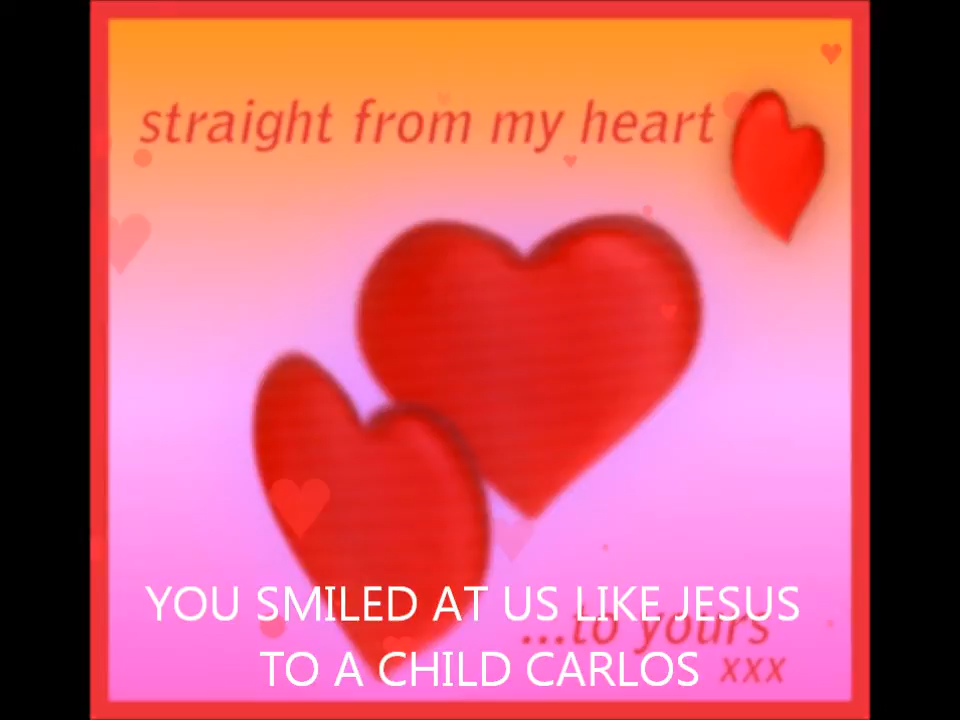 straight from my heart
YOU SMILED AT US LIKE JESUS
...to yours
TO A CHILD CARLOS
xxx